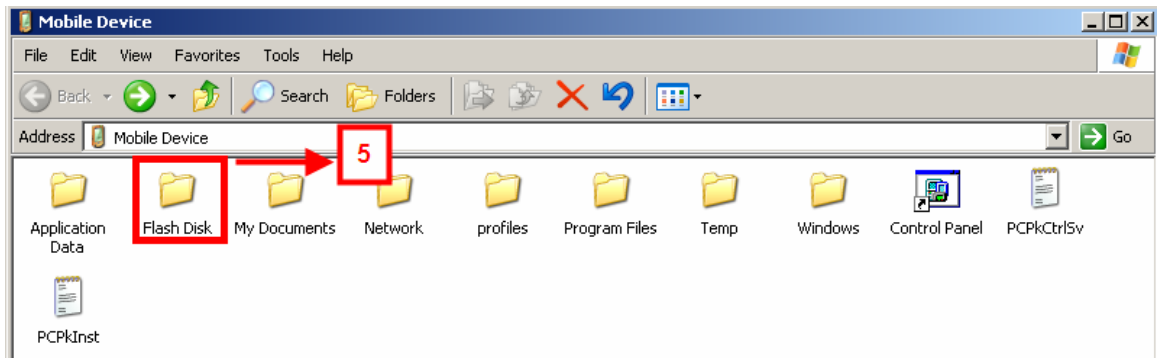 Mobile Device
File Edit View Favorites Tools Help
Back Search Folders
Address Mobile Device Go
5
Application Data Flash Disk My Documents Network profiles Program Files Temp Windows Control Panel PCPkCtrlSv
PCPkInst